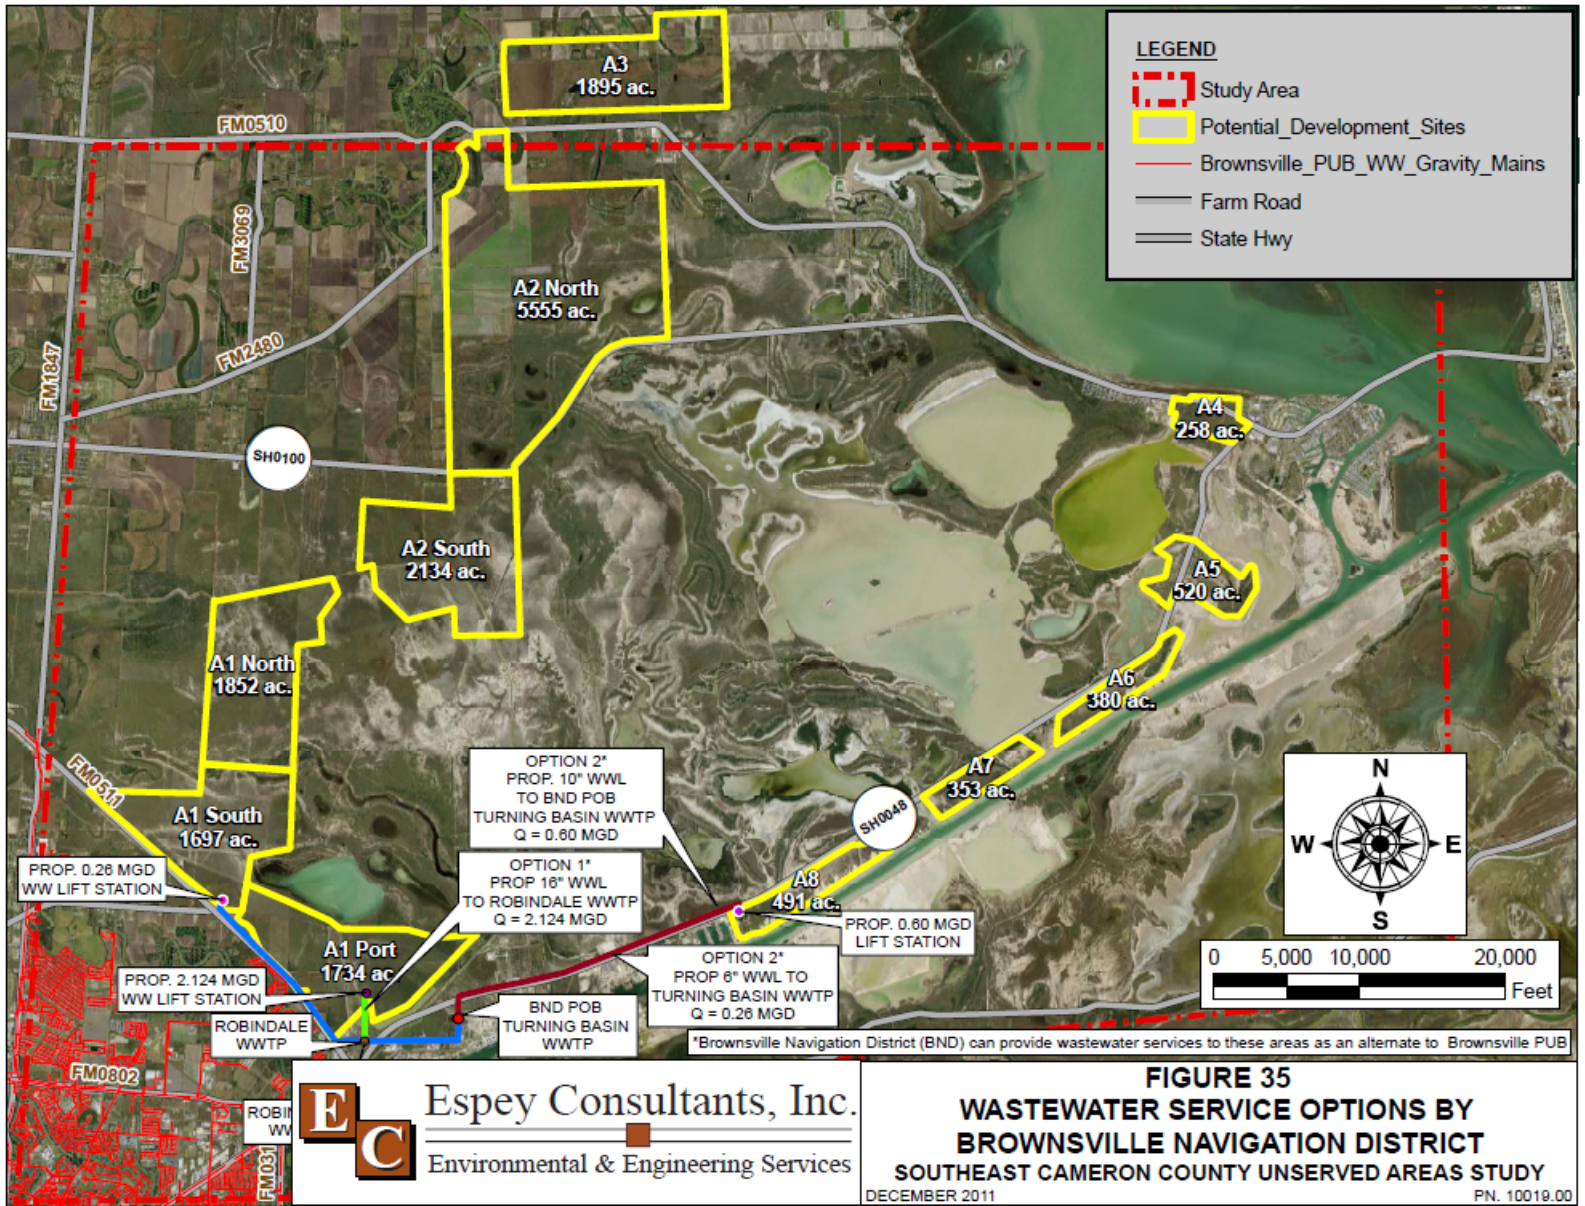 LEGEND
Study Area
Potential_Development_Sites
Brownsville_PUB_WW_Gravity_Mains
Farm Road
State Hwy
A3
1895 ac.
FM0510
FM3069
A2 North
5555 ac.
FM2480
FM1847
SH0100
A4
258 ac.
A2 South
2134 ac.
A5
520 ac.
A1 North
1852 ac.
A6
380 ac.
FM0511
OPTION 2*
PROP. 10" WWL
TO BND POB
TURNING BASIN WWTP
Q = 0.60 MGD
A7
353 ac.
SH0048
A1 South
1697 ac.
PROP. 0.26 MGD
WW LIFT STATION
OPTION 1*
PROP 16" WWL
TO ROBINDALE WWTP
Q = 2.124 MGD
A8
491 ac.
PROP. 0.60 MGD
LIFT STATION
A1 Port
1734 ac
PROP. 2.124 MGD
WW LIFT STATION
OPTION 2*
PROP 6" WWL TO
TURNING BASIN WWTP
Q = 0.26 MGD
ROBINDALE
WWTP
BND POB
TURNING BASIN
WWTP
N
W E
S
0 5,000 10,000 20,000
Feet
*Brownsville Navigation District (BND) can provide wastewater services to these areas as an alternate to Brownsville PUB
FM0802
ROBIN
WW
FM031
E
C
Espey Consultants, Inc.
Environmental & Engineering Services
FIGURE 35
WASTEWATER SERVICE OPTIONS BY
BROWNSVILLE NAVIGATION DISTRICT
SOUTHEAST CAMERON COUNTY UNSERVED AREAS STUDY
DECEMBER 2011 PN. 10019.00